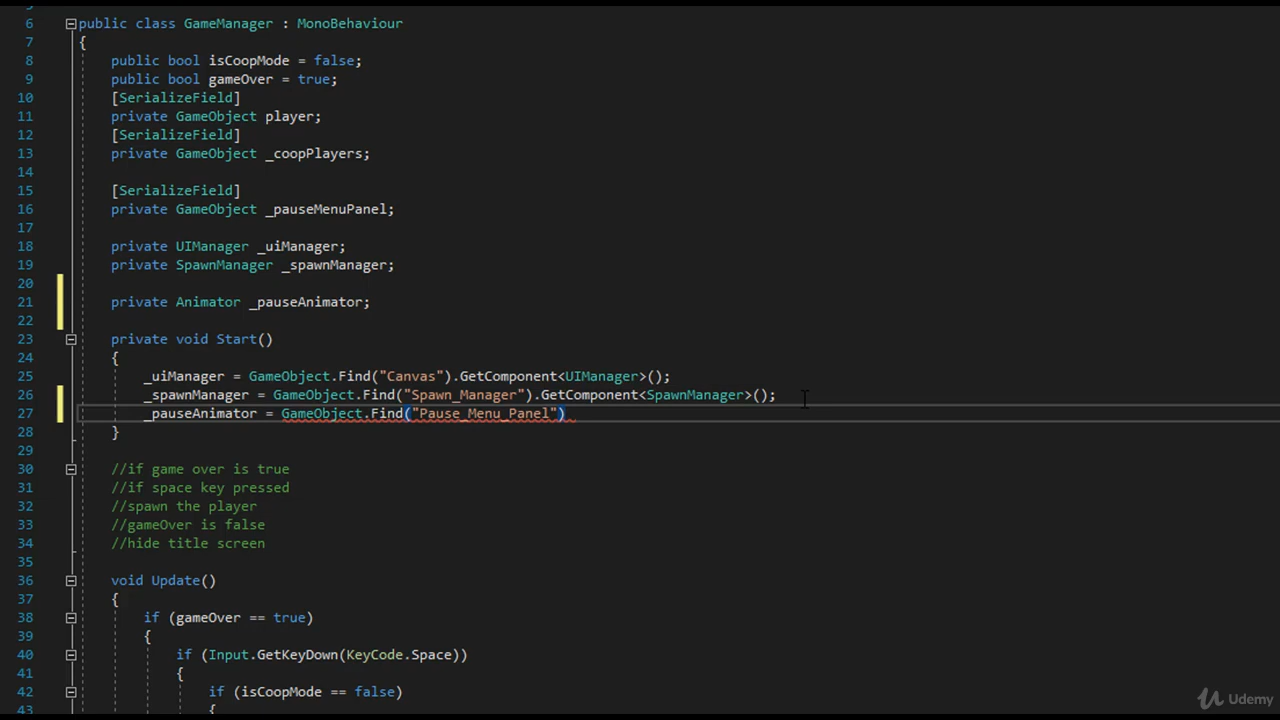 6 public class GameManager : MonoBehaviour
7 {
8 public bool isCoopMode = false;
9 public bool gameOver = true;
10 [SerializeField]
11 private GameObject player;
12 [SerializeField]
13 private GameObject _coopPlayers;
14
15 [SerializeField]
16 private GameObject _pauseMenuPanel;
17
18 private UIManager _uiManager;
19 private SpawnManager _spawnManager;
20
21 private Animator _pauseAnimator;
22
23 private void Start()
24 {
25 _uiManager = GameObject.Find("Canvas").GetComponent<UIManager>();
26 _spawnManager = GameObject.Find("Spawn_Manager").GetComponent<SpawnManager>();
27 _pauseAnimator = GameObject.Find("Pause_Menu_Panel")
28 }
29
30 //if game over is true
31 //if space key pressed
32 //spawn the player
33 //gameOver is false
34 //hide title screen
35
36 void Update()
37 {
38 if (gameOver == true)
39 {
40 if (Input.GetKeyDown(KeyCode.Space))
41 {
42 if (isCoopMode == false)
43 {
Udemy